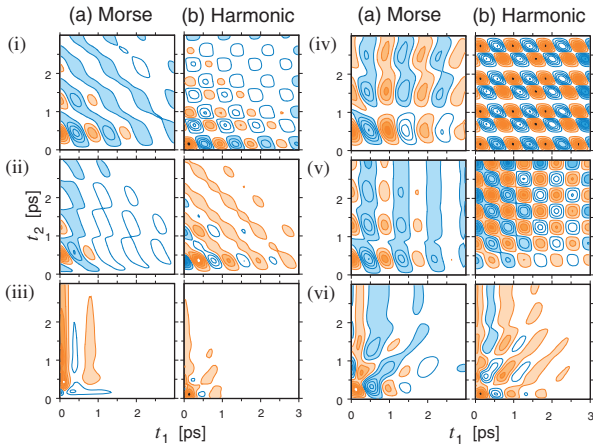 (a) Morse (b) Harmonic (a) Morse (b) Harmonic
(i) (iv)
2
1
0
(ii) (v)
t2 [ps]
2
1
0
(iii) (vi)
2
1
0
0 1 2 0 1 2 3 0 1 2 0 1 2 3
t1 [ps] t1 [ps]